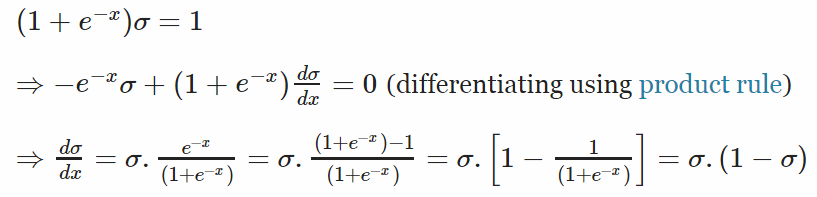 (1 + e⁻ˣ)σ = 1
⇒ −e⁻ˣσ + (1 + e⁻ˣ) dσ/dx = 0 (differentiating using product rule)
⇒ dσ/dx = σ. e⁻ˣ/(1+e⁻ˣ) = σ. (1+e⁻ˣ)−1/(1+e⁻ˣ) = σ. [1 − 1/(1+e⁻ˣ)] = σ. (1 − σ)